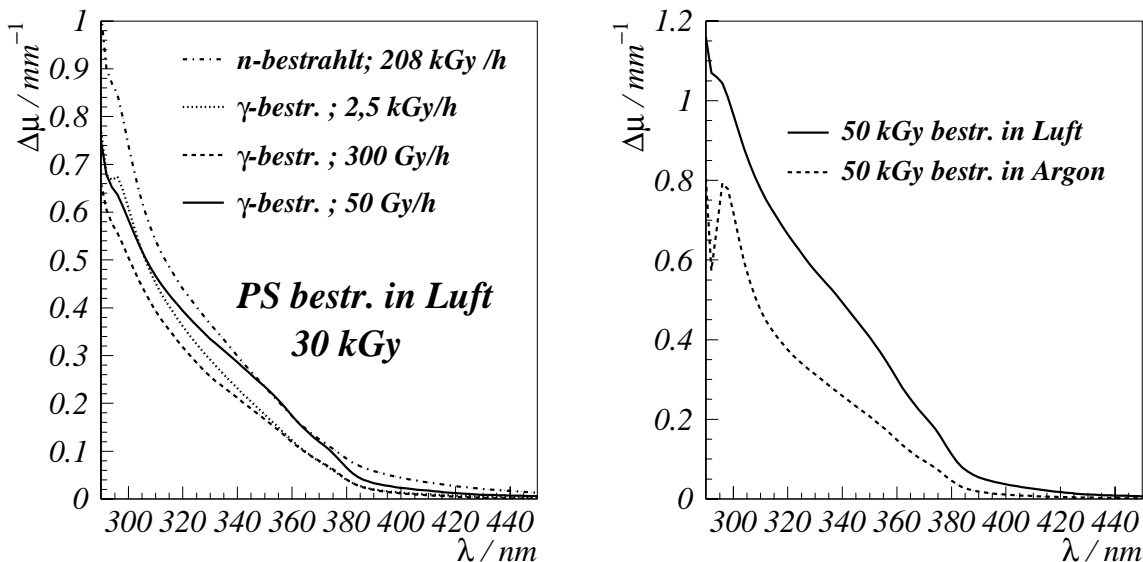 Δμ / mm⁻¹
1
0.9
0.8
0.7
0.6
0.5
0.4
0.3
0.2
0.1
0
n-bestrahlt; 208 kGy /h
γ-bestr. ; 2,5 kGy/h
γ-bestr. ; 300 Gy/h
γ-bestr. ; 50 Gy/h
PS bestr. in Luft
30 kGy
300 320 340 360 380 400 420 440
λ / nm
Δμ / mm⁻¹
1.2
1
0.8
0.6
0.4
0.2
0
50 kGy bestr. in Luft
50 kGy bestr. in Argon
300 320 340 360 380 400 420 440
λ / nm